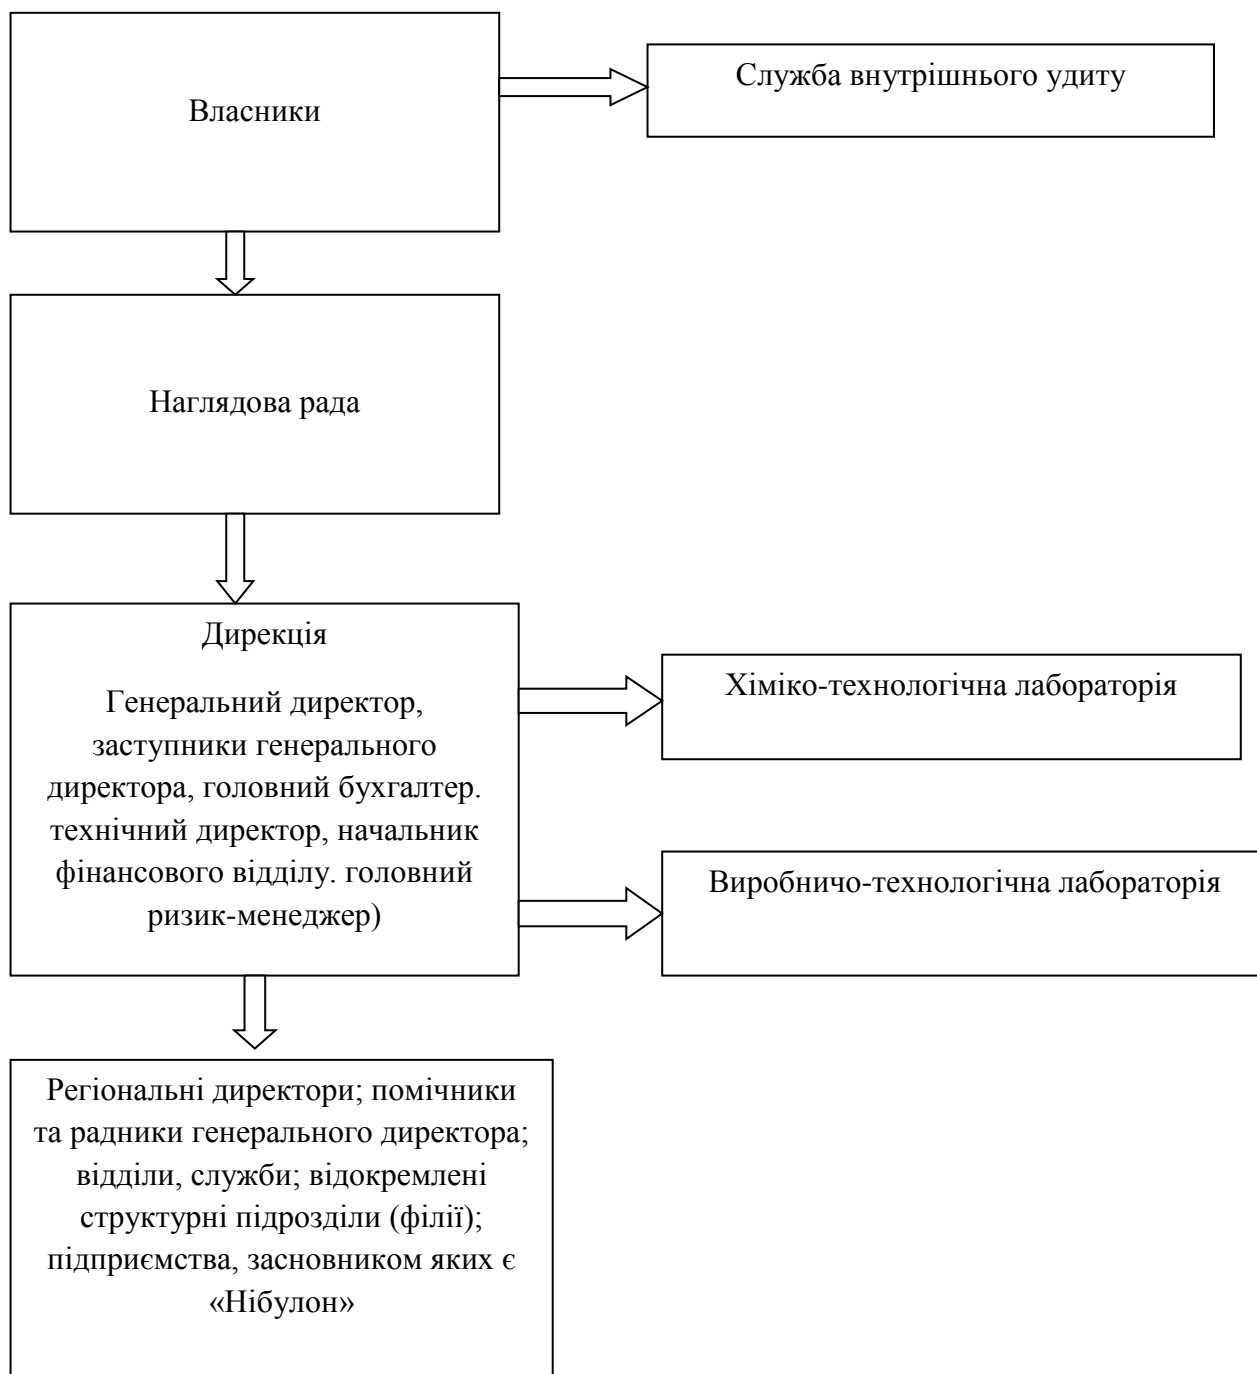 Власники
Служба внутрішнього удиту
Наглядова рада
Дирекція
Генеральний директор,
заступники генерального
директора, головний бухгалтер.
технічний директор, начальник
фінансового відділу. головний
ризик-менеджер)
Хіміко-технологічна лабораторія
Виробничо-технологічна лабораторія
Регіональні директори; помічники
та радники генерального директора;
відділи, служби; відокремлені
структурні підрозділи (філії);
підприємства, засновником яких є
«Нібулон»